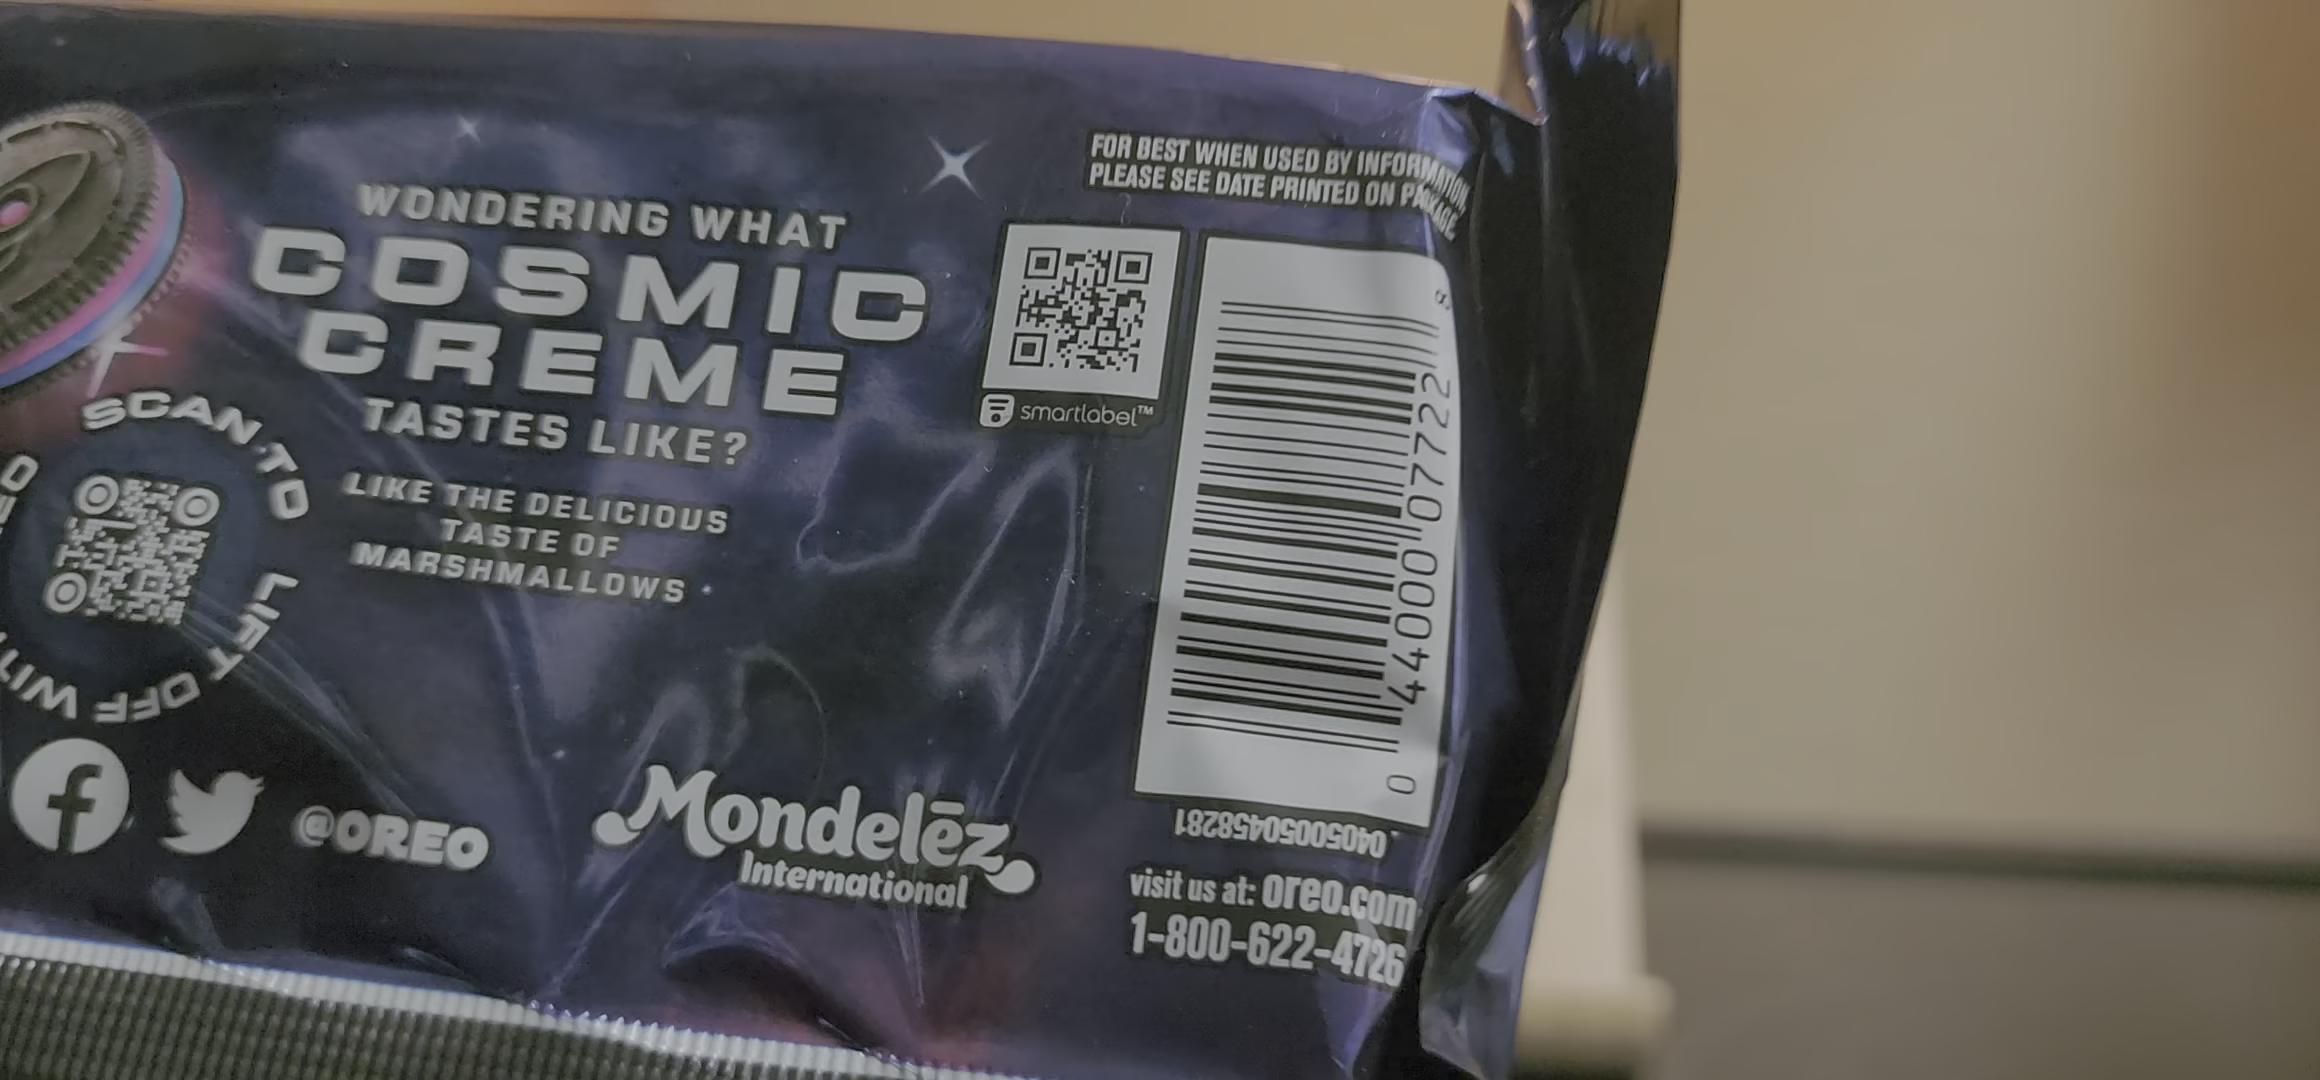 FOR BEST WHEN USED BY INFORMATION,
PLEASE SEE DATE PRINTED ON PACKAGE.
WONDERING WHAT
COSMIC
CREME
TASTES LIKE?
LIKE THE DELICIOUS
TASTE OF
MARSHMALLOWS
SCAN TO
LIFT OFF
smartlabel™
0 44000 07722 8
04050050458281
@OREO
Mondelēz
International
visit us at: oreo.com
1-800-622-4726